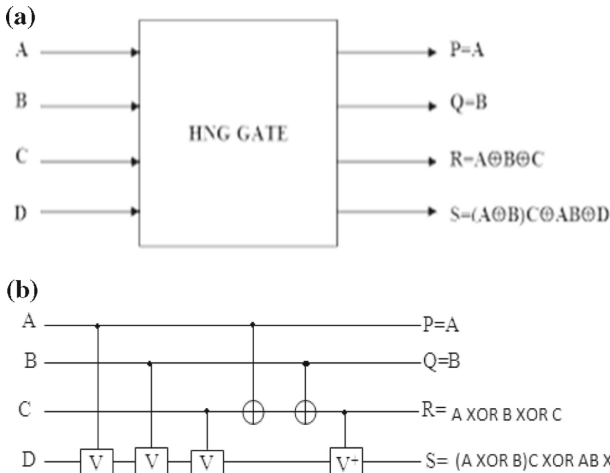 (a)
A
P=A
B
Q=B
HNG GATE
C
R=A⊕B⊕C
D
S=(A⊕B)C⊕AB⊕D
(b)
A
P=A
B
Q=B
C
R= A XOR B XOR C
D
V
V
V
V+
S= (A XOR B)C XOR AB X